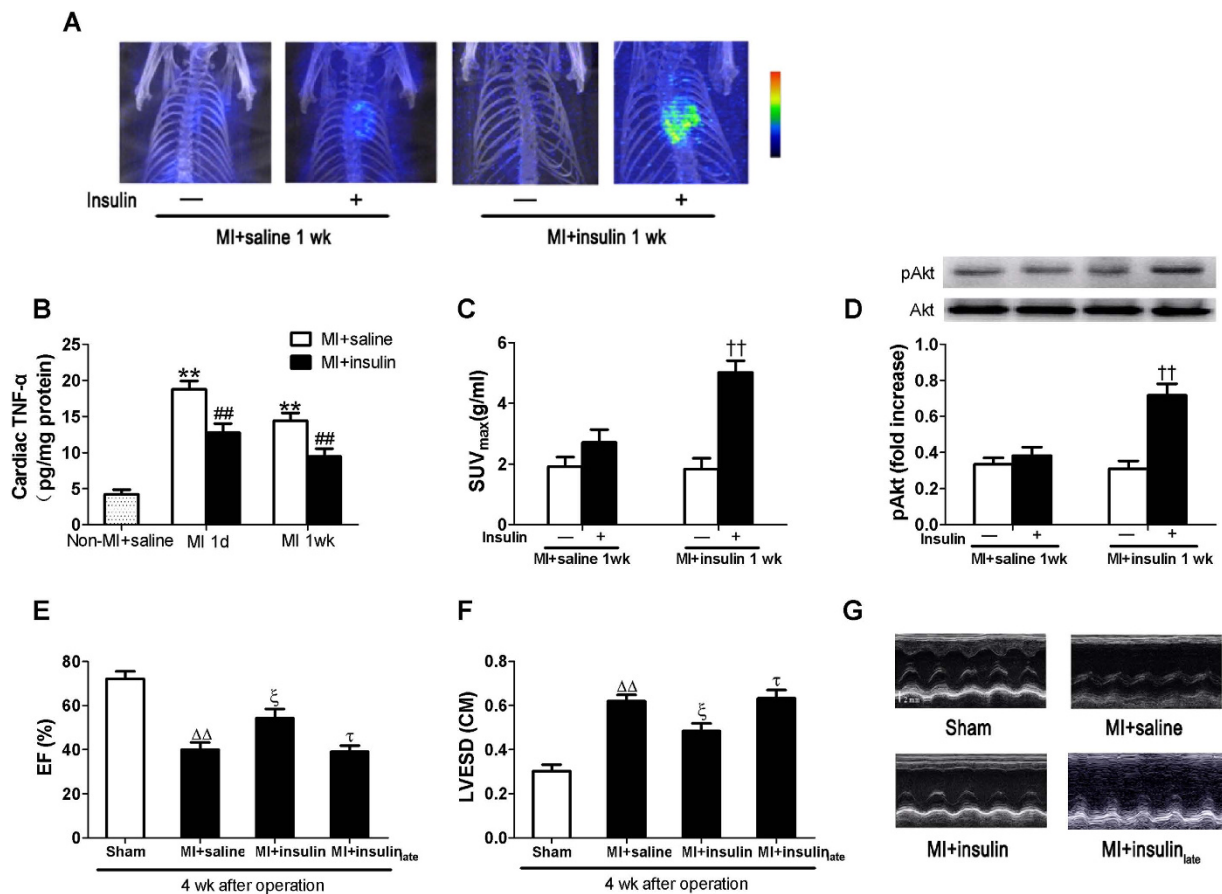 A
Insulin — + — +
MI+saline 1 wk MI+insulin 1 wk
B
MI+saline
MI+insulin
Cardiac TNF-α
( pg/mg protein)
25
20
15
10
5
0
** ## ** ##
Non-MI+saline MI 1d MI 1wk
C
SUVmax(g/ml)
6
4
2
0
††
Insulin — + — +
MI+saline 1wk MI+insulin 1 wk
pAkt
Akt
D
pAkt (fold increase)
1.0
0.8
0.6
0.4
0.2
0.0
††
Insulin — + — +
MI+saline 1wk MI+insulin 1 wk
E
EF (%)
80
60
40
20
0
ΔΔ ξ τ
Sham MI+saline MI+insulin MI+insulinlate
4 wk after operation
F
LVESD (CM)
0.8
0.6
0.4
0.2
0.0
ΔΔ ξ τ
Sham MI+saline MI+insulin MI+insulinlate
4 wk after operation
G
Sham MI+saline
MI+insulin MI+insulinlate